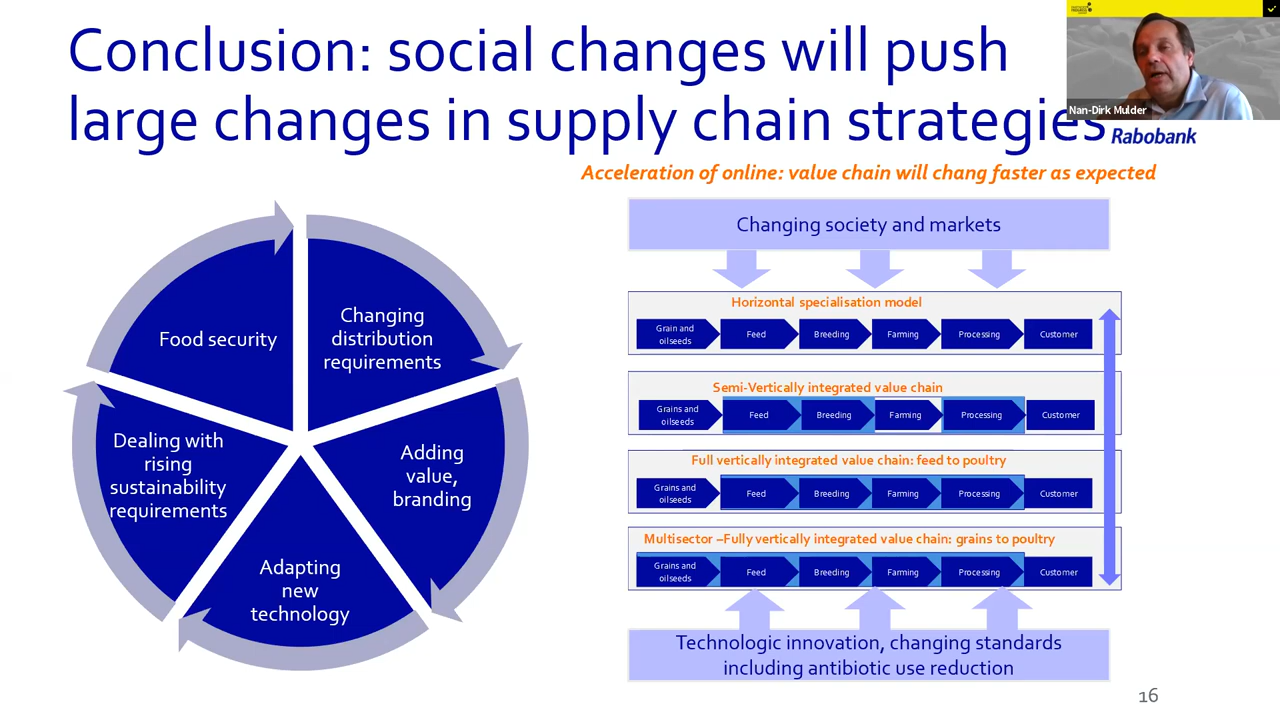 Conclusion: social changes will push
large changes in supply chain strategies
Nan-Dirk Mulder
Rabobank
Acceleration of online: value chain will chang faster as expected
Food security
Changing
distribution
requirements
Adding
value,
branding
Adapting
new
technology
Dealing with
rising
sustainability
requirements
Changing society and markets
Horizontal specialisation model
Grain and
oilseeds
Feed
Breeding
Farming
Processing
Customer
Semi-Vertically integrated value chain
Grains and
oilseeds
Feed
Breeding
Farming
Processing
Customer
Full vertically integrated value chain: feed to poultry
Grains and
oilseeds
Feed
Breeding
Farming
Processing
Customer
Multisector –Fully vertically integrated value chain: grains to poultry
Grains and
oilseeds
Feed
Breeding
Farming
Processing
Customer
Technologic innovation, changing standards
including antibiotic use reduction
16